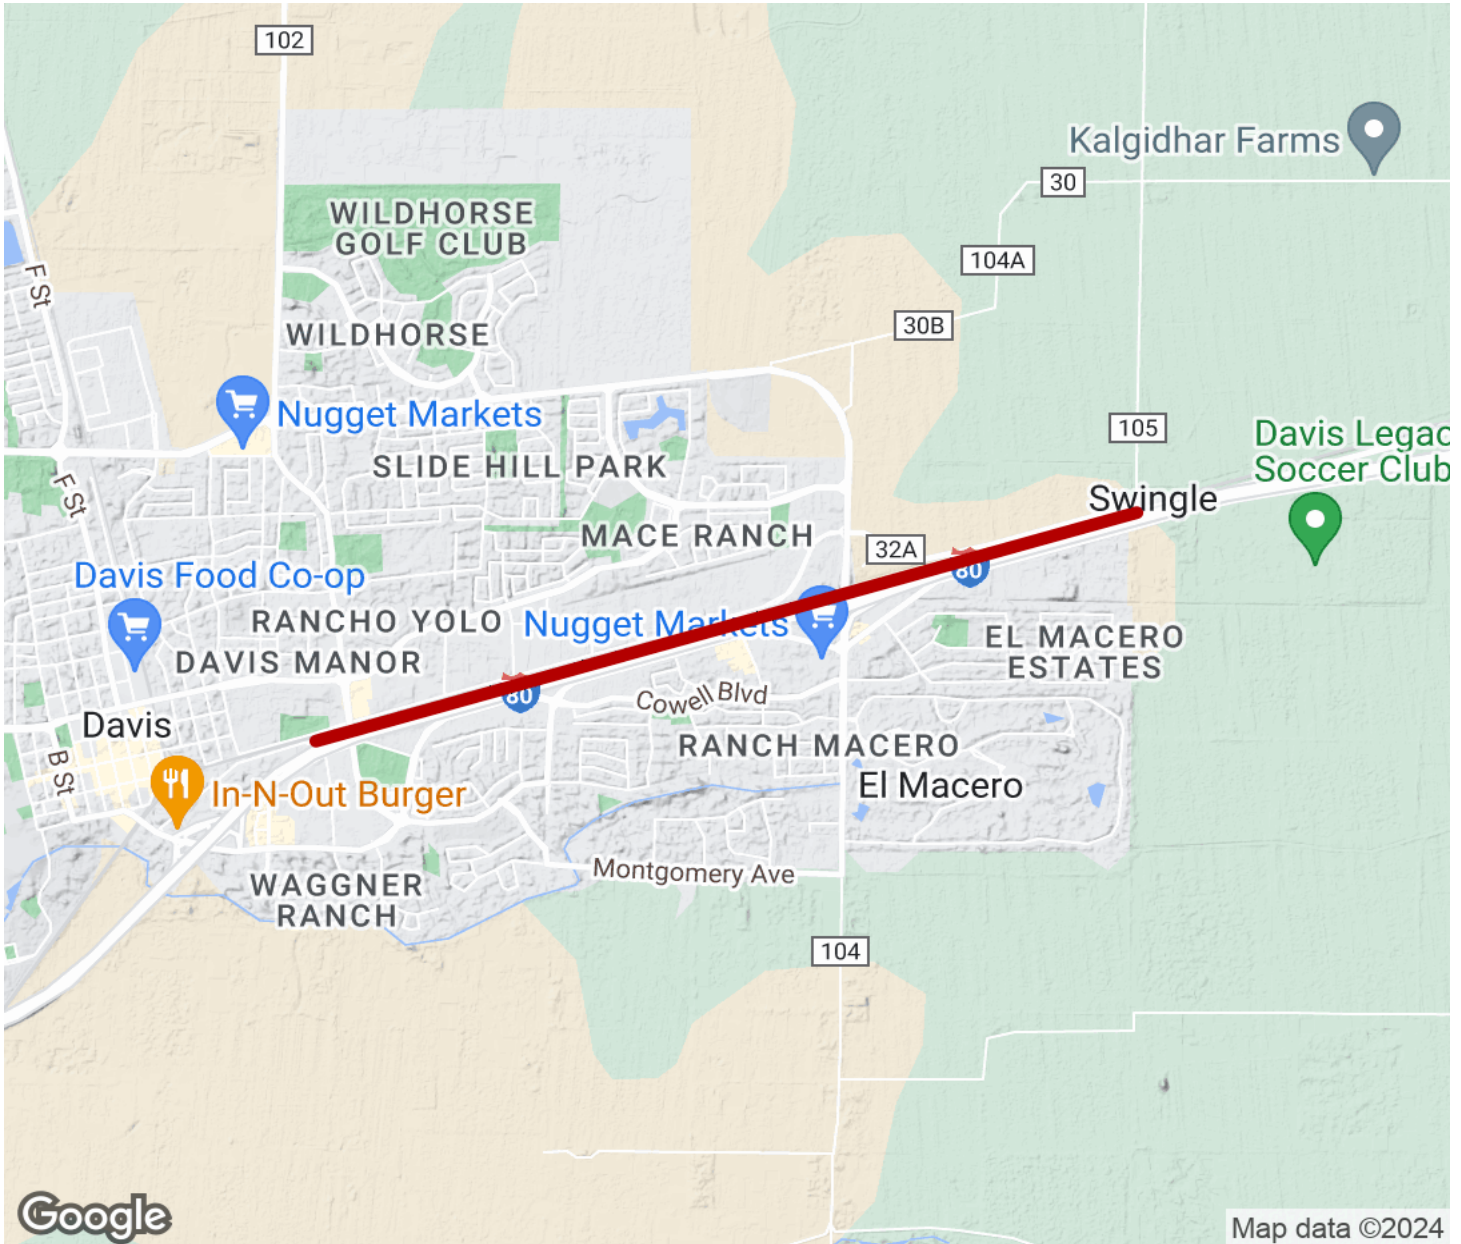 102
Kalgidhar Farms
30
WILDHORSE
GOLF CLUB
104A
F St
30B
WILDHORSE
Nugget Markets
105
Davis Legac
Soccer Club
SLIDE HILL PARK
F St
Swingle
MACE RANCH
32A
80
Davis Food Co-op
RANCHO YOLO
Nugget Markets
EL MACERO
ESTATES
DAVIS MANOR
80
Cowell Blvd
Davis
RANCH MACERO
B St
El Macero
In-N-Out Burger
Montgomery Ave
WAGGNER
RANCH
104
Google
Map data ©2024